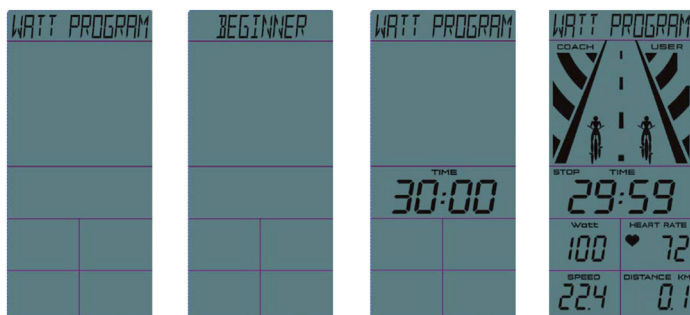 WATT PROGRAM
BEGINNER
WATT PROGRAM
TIME
30:00
WATT PROGRAM
COACH USER
STOP TIME
29:59
Watt HEART RATE
100 72
SPEED DISTANCE KM
22.4 0.1